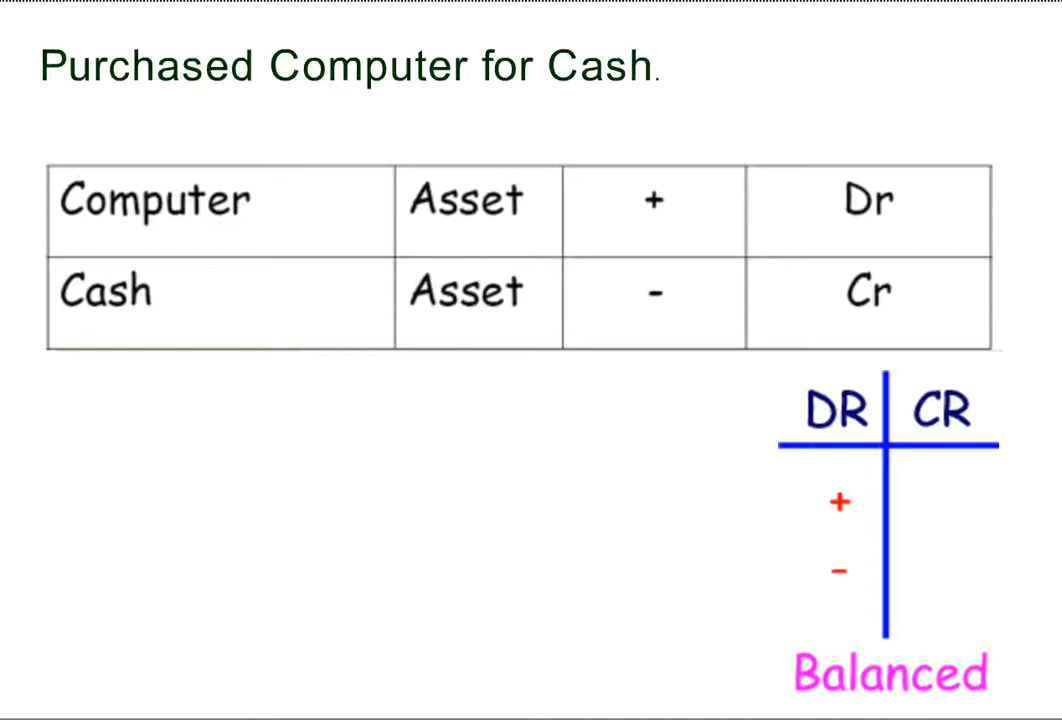 Purchased Computer for Cash.
Computer Asset + Dr
Cash Asset - Cr
DR CR
+
-
Balanced